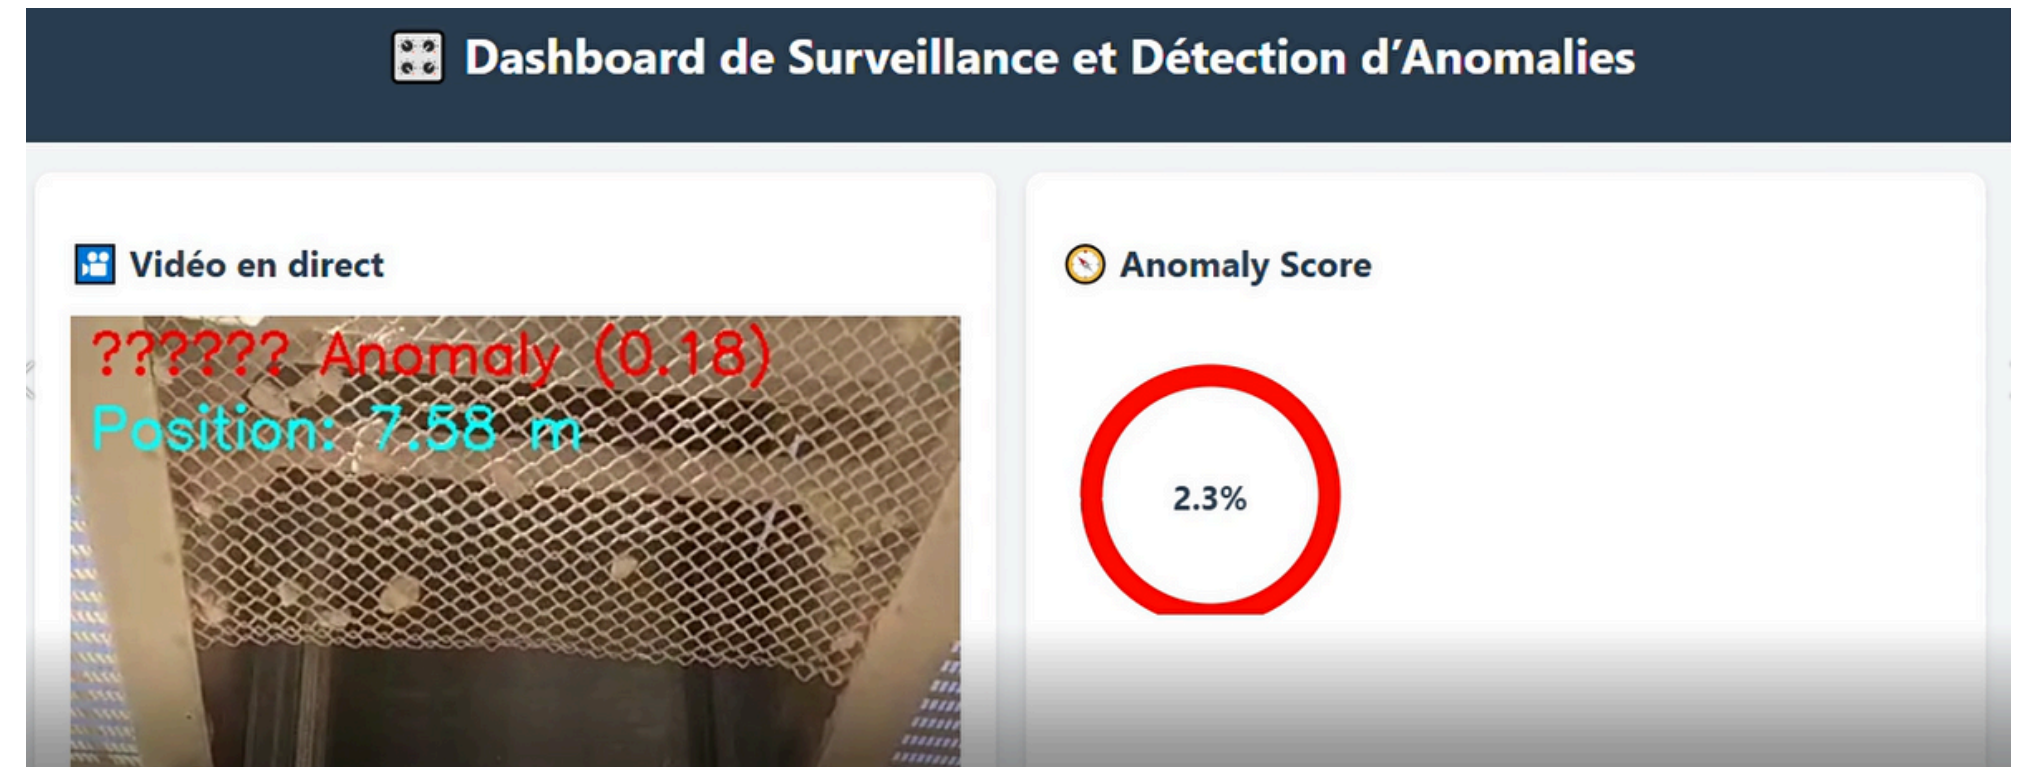 Dashboard de Surveillance et Détection d’Anomalies
Vidéo en direct
?????? Anomaly (0.18)
Position: 7.58 m
Anomaly Score
2.3%